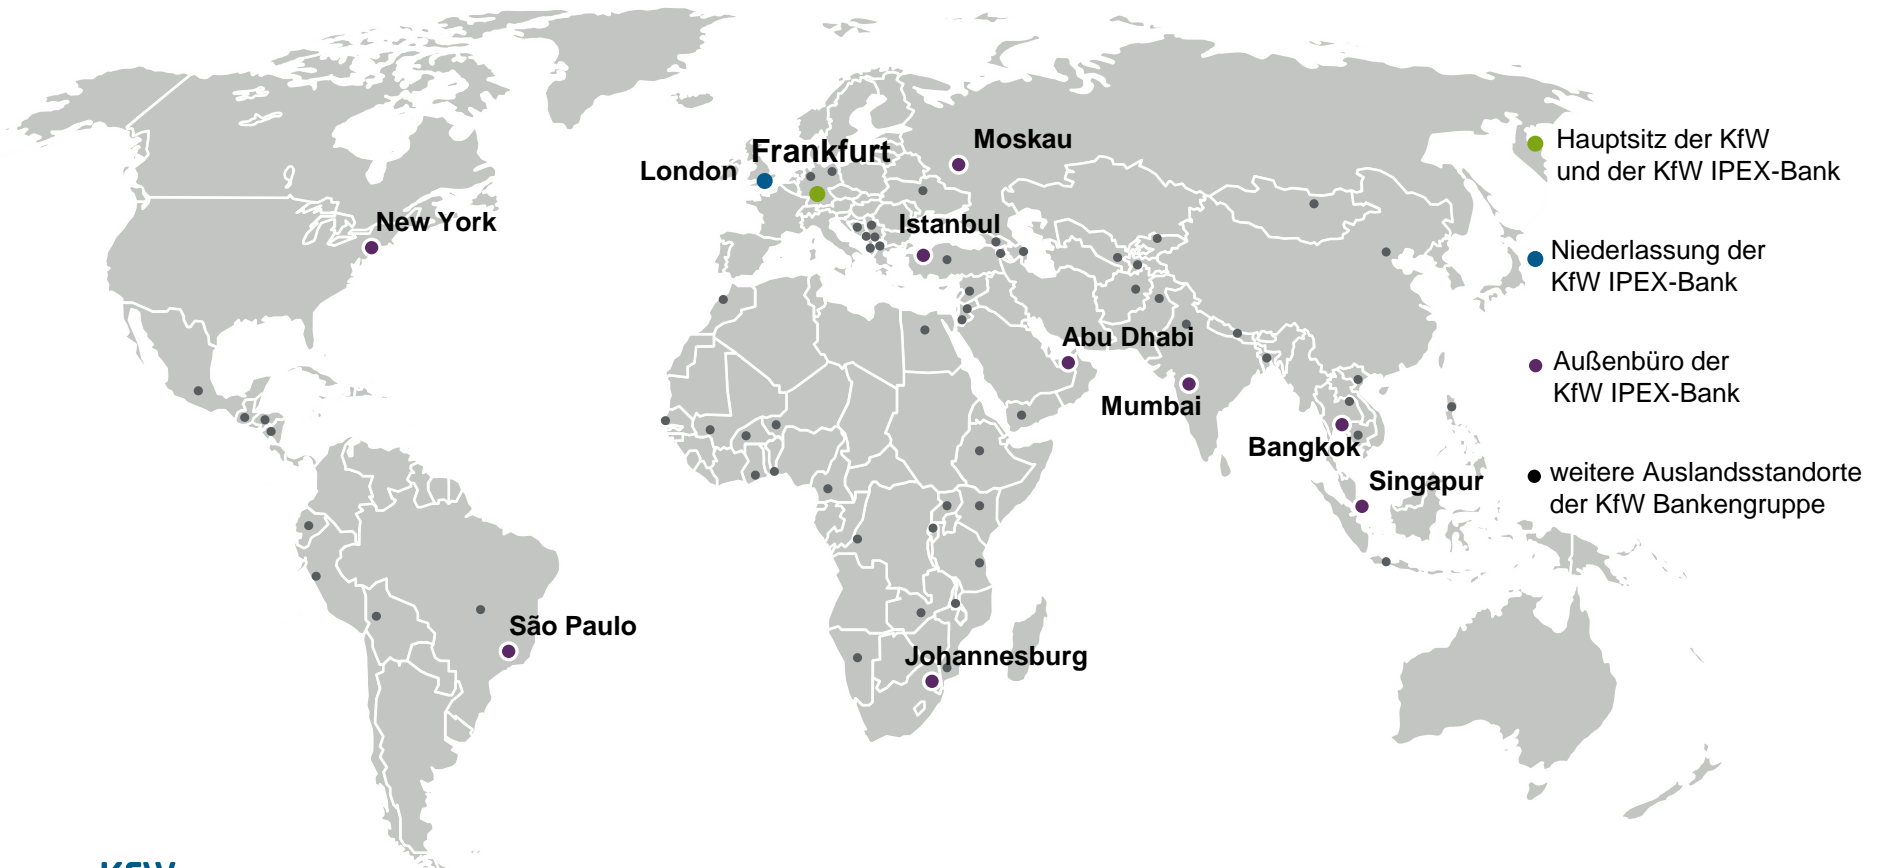 Moskau
Frankfurt
London
New York
Istanbul
Abu Dhabi
Mumbai
Bangkok
Singapur
São Paulo
Johannesburg
Hauptsitz der KfW
und der KfW IPEX-Bank
Niederlassung der
KfW IPEX-Bank
Außenbüro der
KfW IPEX-Bank
weitere Auslandsstandorte
der KfW Bankengruppe
KfW